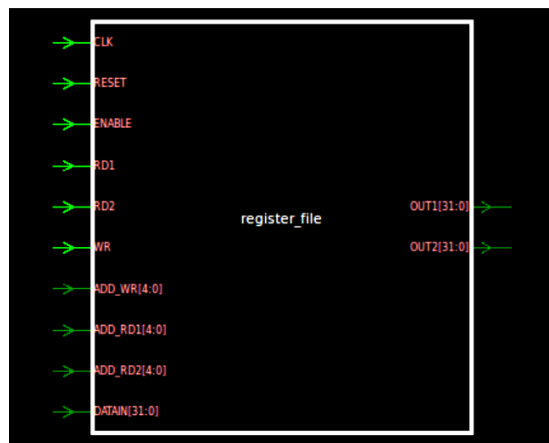 CLK
RESET
ENABLE
RD1
RD2
WR
ADD_WR[4:0]
ADD_RD1[4:0]
ADD_RD2[4:0]
DATAIN[31:0]
register_file
OUT1[31:0]
OUT2[31:0]